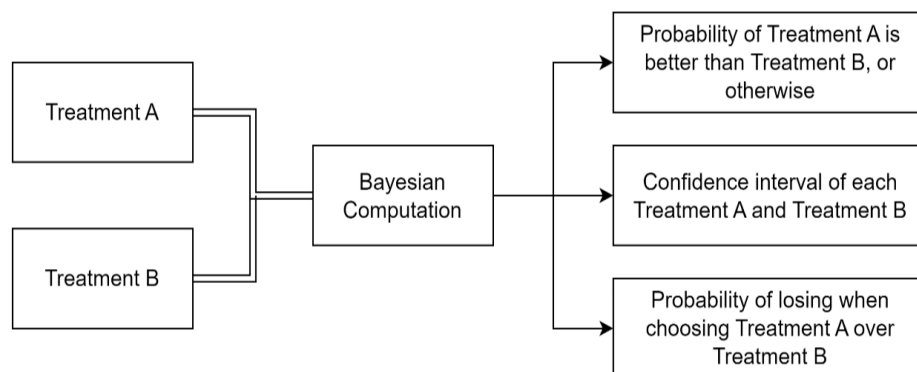 Treatment A
Treatment B
Bayesian
Computation
Probability of Treatment A is
better than Treatment B, or
otherwise
Confidence interval of each
Treatment A and Treatment B
Probability of losing when
choosing Treatment A over
Treatment B